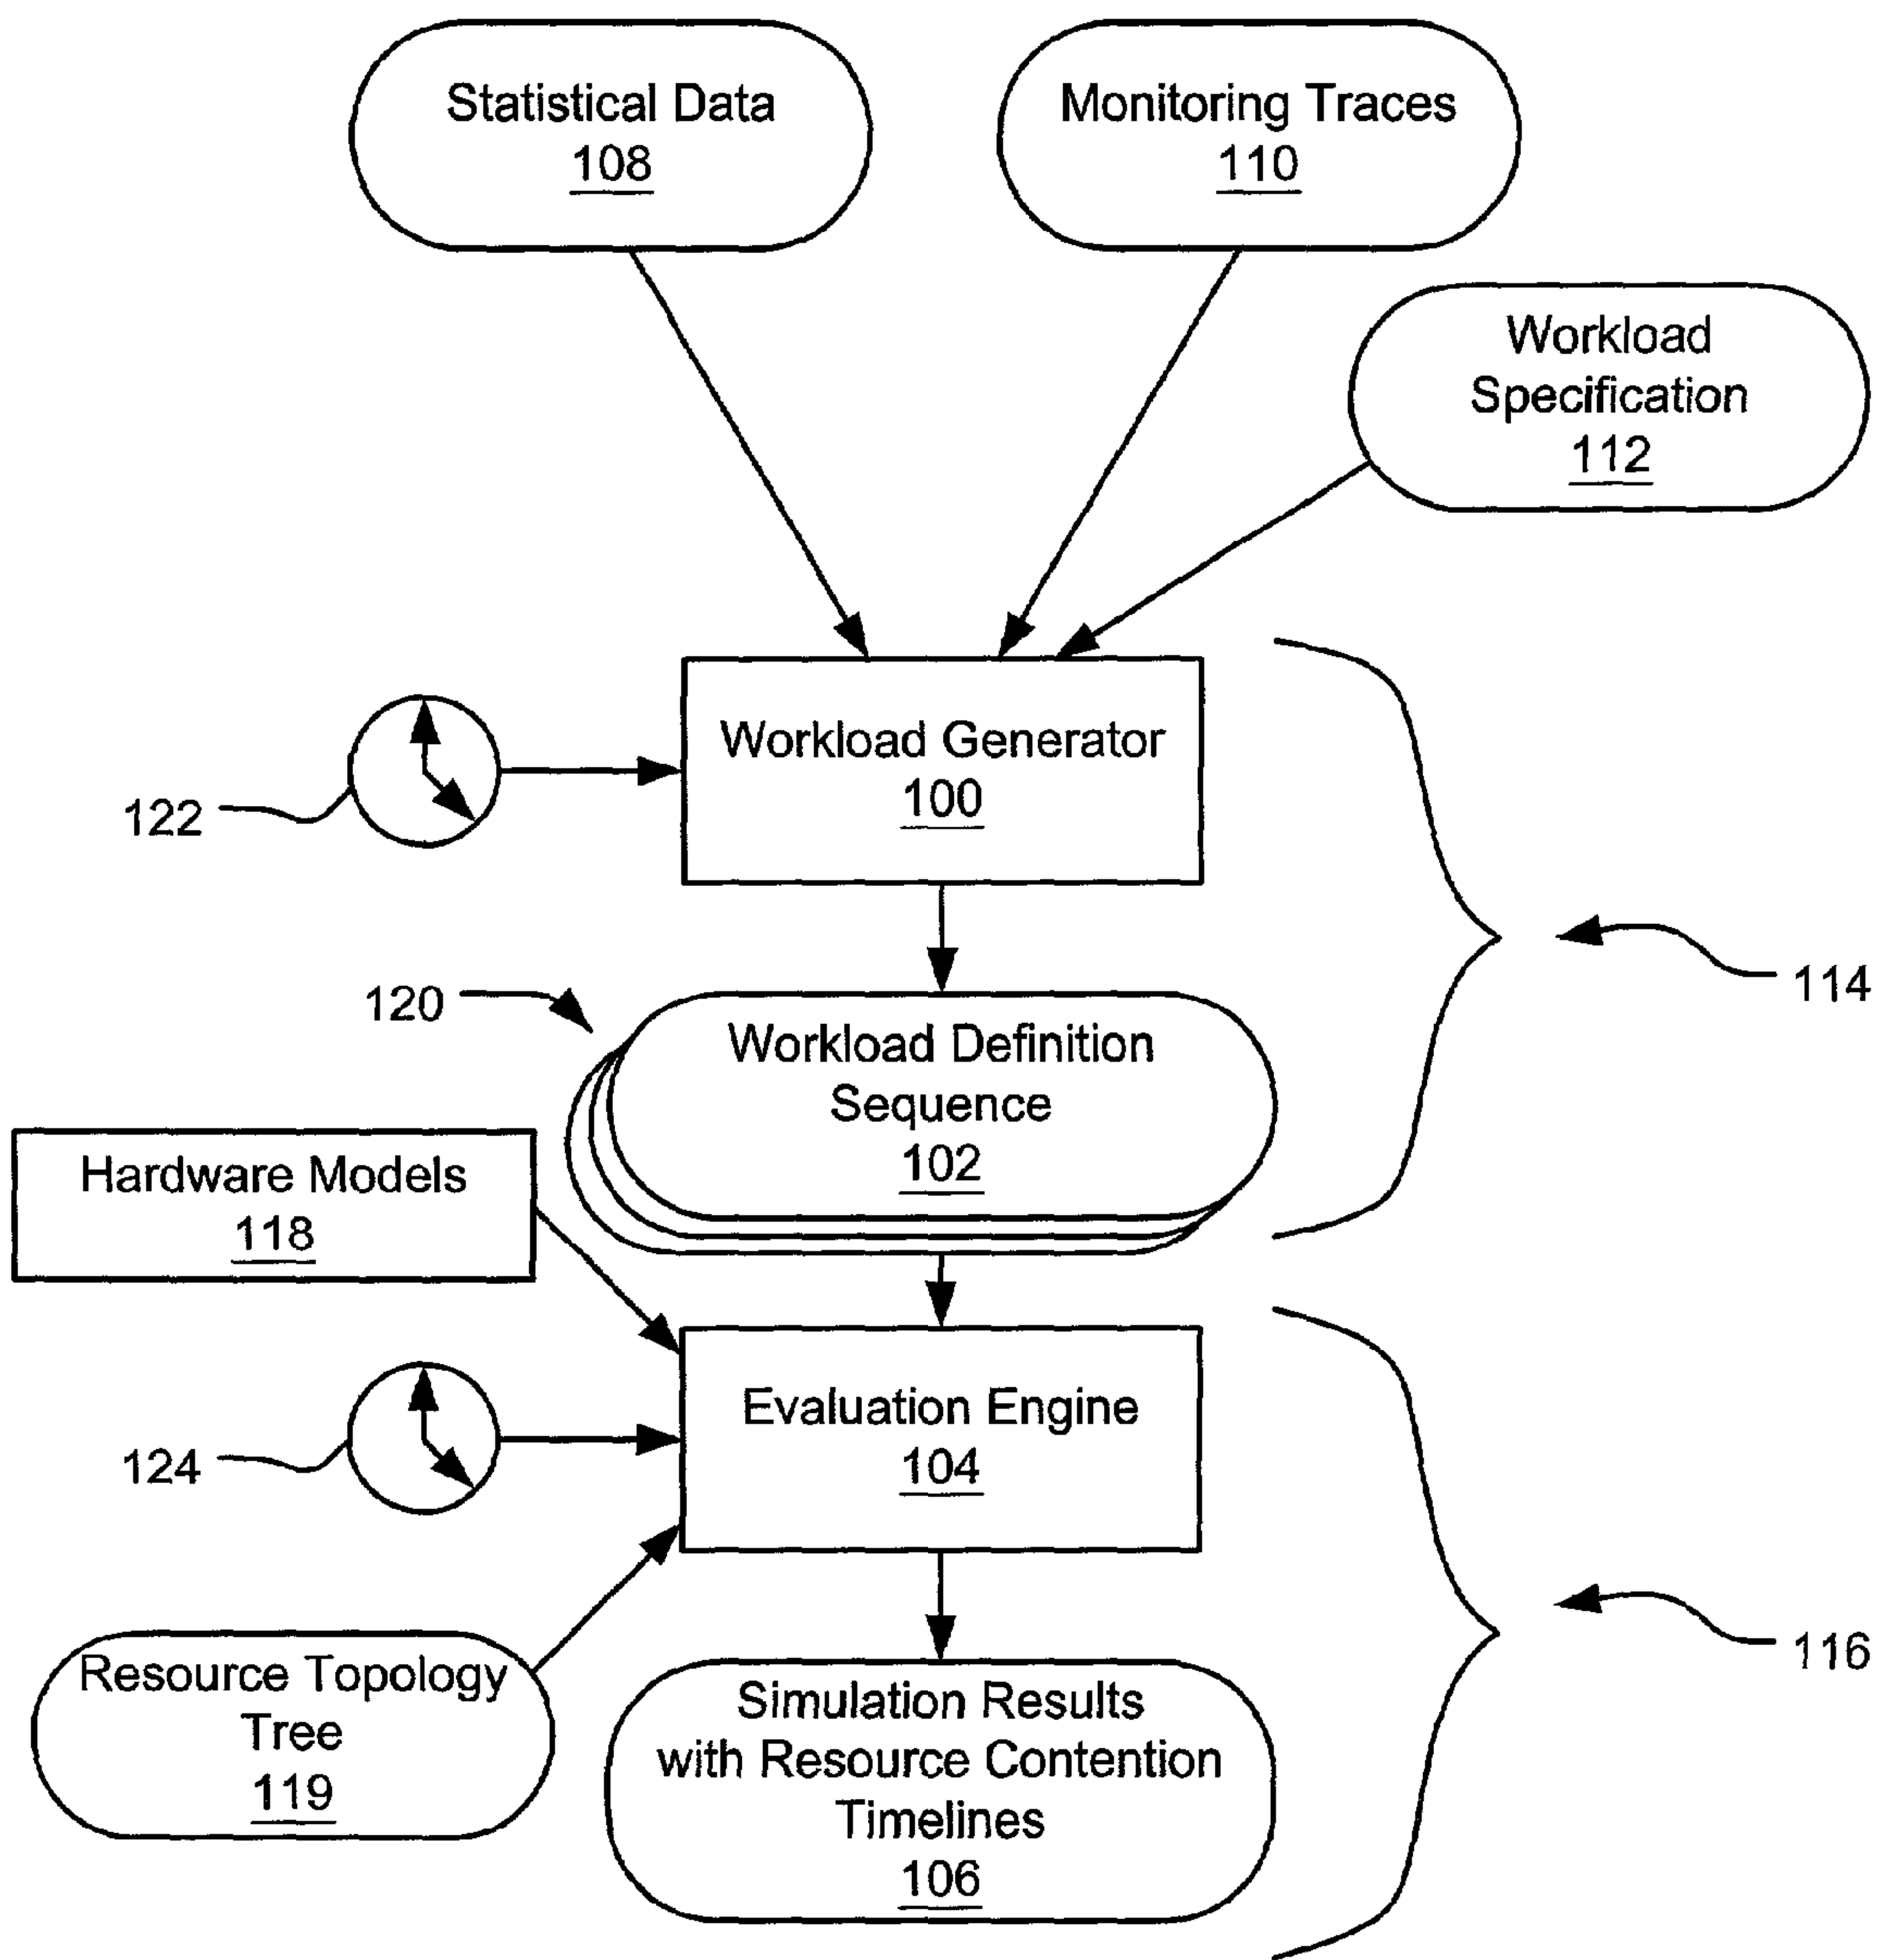 Statistical Data
108
Monitoring Traces
110
Workload
Specification
112
Workload Generator
100
122
114
120
Workload Definition
Sequence
102
Hardware Models
118
Evaluation Engine
104
124
116
Resource Topology
Tree
119
Simulation Results
with Resource Contention
Timelines
106